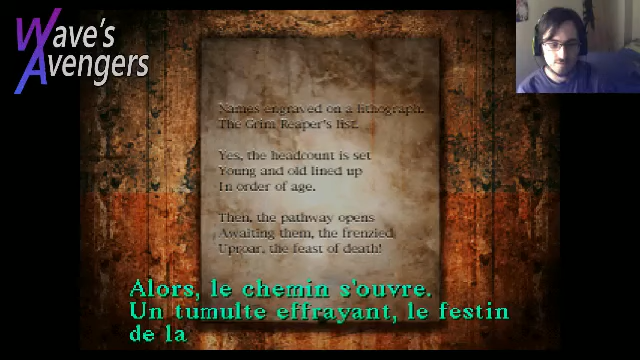 Wave's
Avengers
Names engraved on a lithograph.
The Grim Reaper's list.
Yes, the headcount is set
Young and old lined up
In order of age.
Then, the pathway opens
Awaiting them, the frenzied
Uproar, the feast of death!
Alors, le chemin s'ouvre.
Un tumulte effrayant, le festin
de la